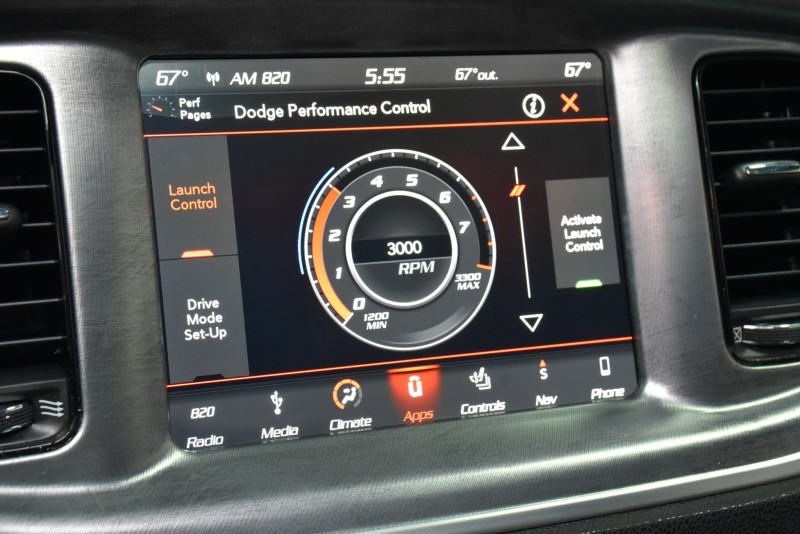 67° AM 820 5:55 67°out. 67°
Perf
Pages
Dodge Performance Control
Launch
Control
Drive
Mode
Set-Up
0 1 2 3 4 5 6 7
3000
RPM
1200
MIN
3300
MAX
Activate
Launch
Control
820
Radio
Media
Climate
Apps
Controls
S
Nav
Phone